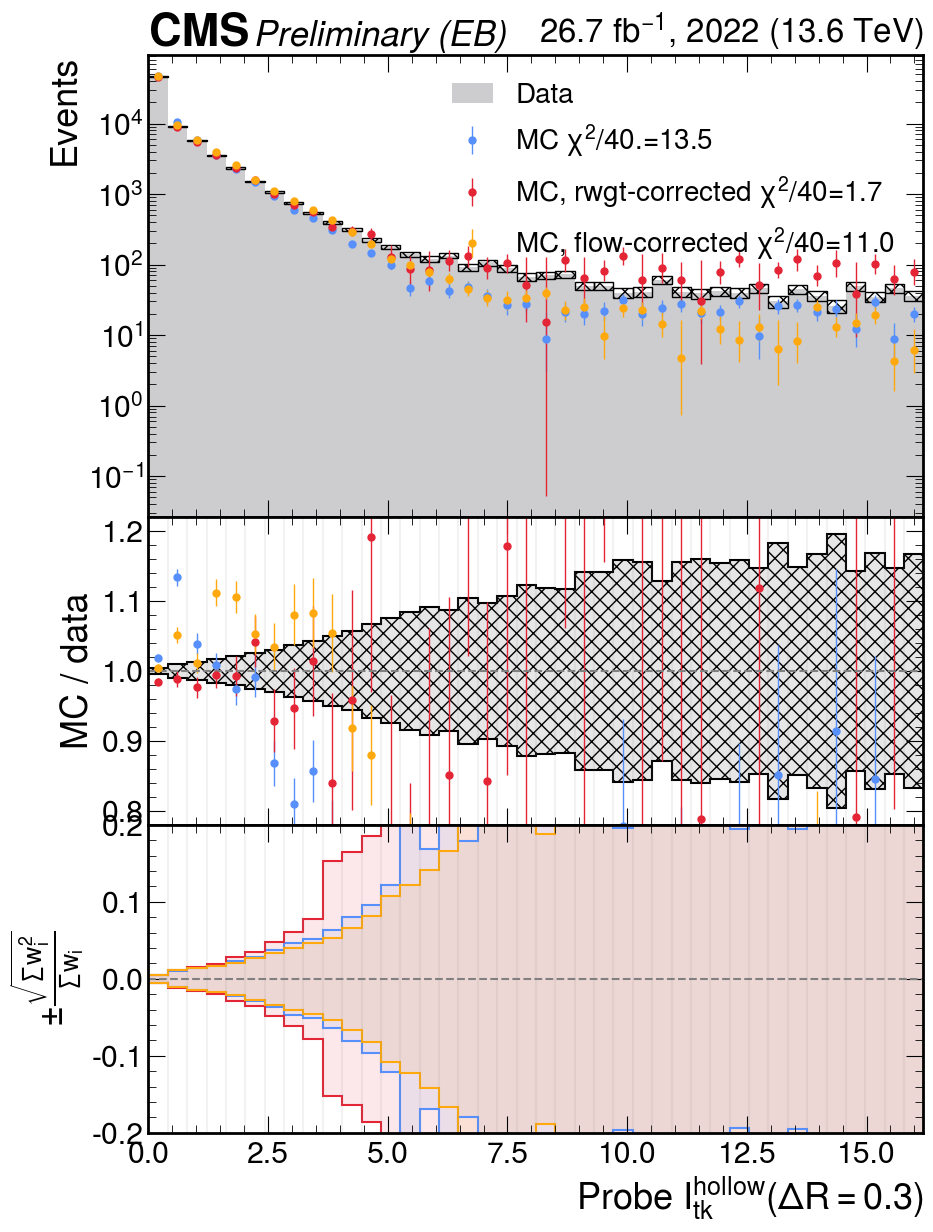 CMS Preliminary (EB) 26.7 fb⁻¹, 2022 (13.6 TeV)
Events
Data
MC χ²/40.=13.5
MC, rwgt-corrected χ²/40=1.7
MC, flow-corrected χ²/40=11.0
10⁴
10³
10²
10¹
10⁰
10⁻¹
MC / data
1.2
1.1
1.0
0.9
0.8
±√Σwᵢ²/Σwᵢ
0.2
0.1
0.0
-0.1
-0.2
0.0 2.5 5.0 7.5 10.0 12.5 15.0
Probe I_tk^hollow(ΔR = 0.3)